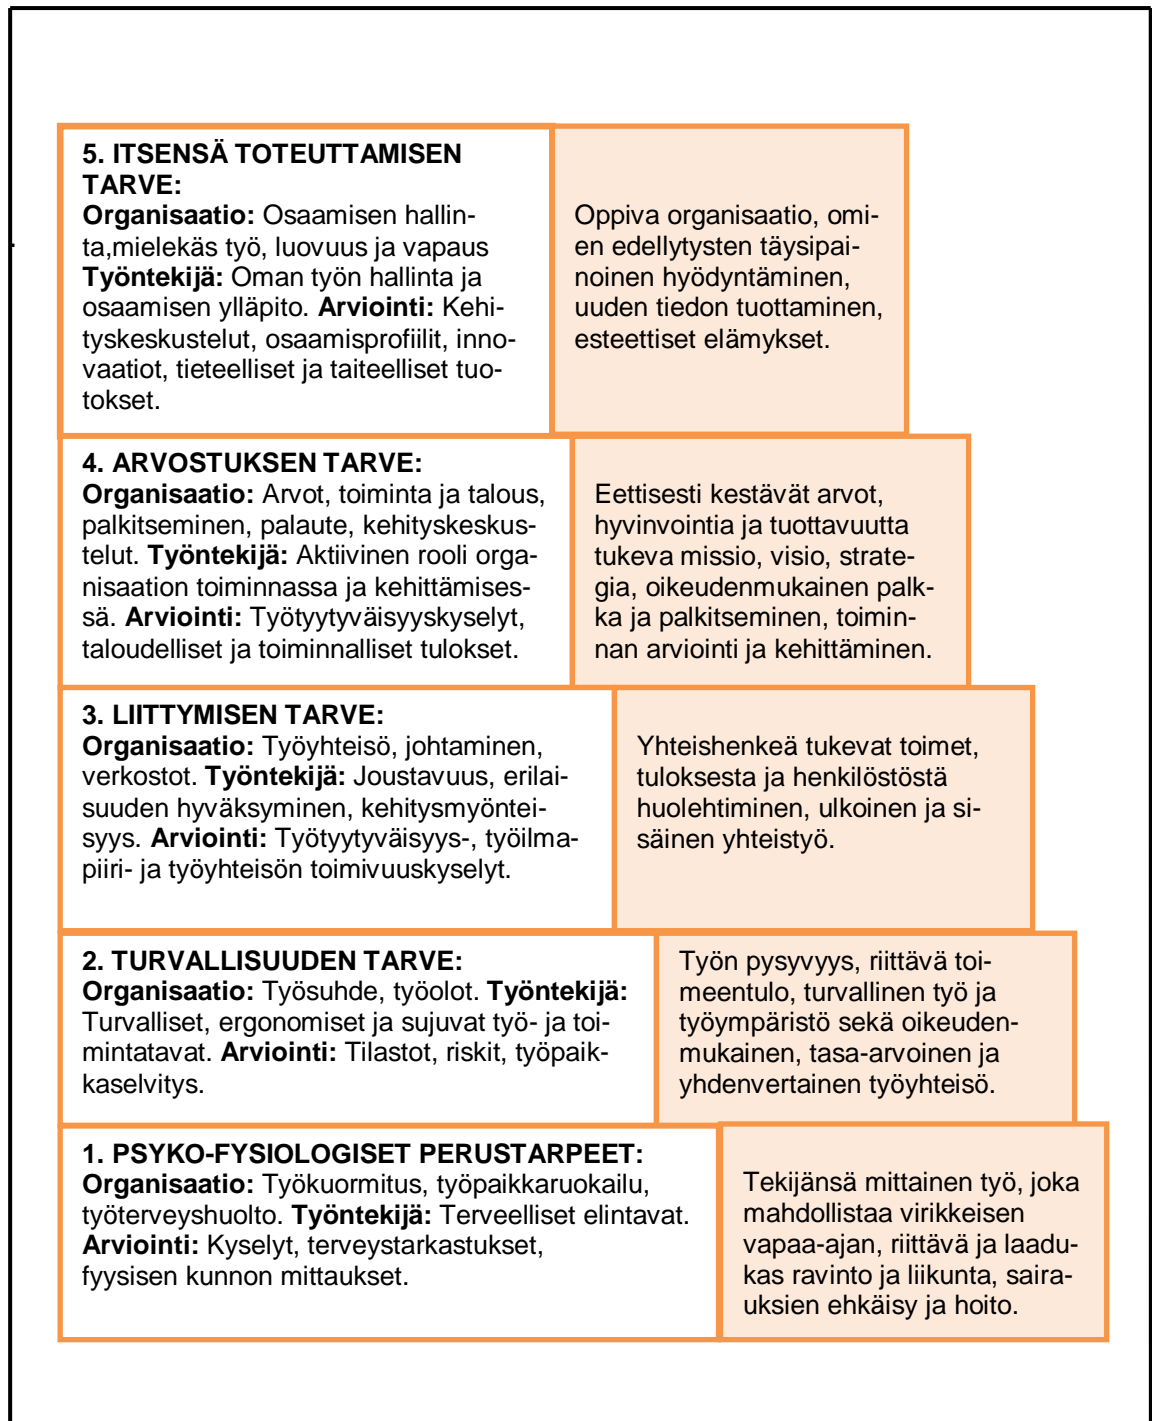 5. ITSENSÄ TOTEUTTAMISEN
TARVE:
Organisaatio: Osaamisen hallin-
ta,mielekäs työ, luovuus ja vapaus
Työntekijä: Oman työn hallinta ja
osaamisen ylläpito. Arviointi: Kehi-
tyskeskustelut, osaamisprofiilit, inno-
vaatiot, tieteelliset ja taiteelliset tuo-
tokset.
Oppiva organisaatio, omi-
en edellytysten täysipai-
noinen hyödyntäminen,
uuden tiedon tuottaminen,
esteettiset elämykset.
4. ARVOSTUKSEN TARVE:
Organisaatio: Arvot, toiminta ja talous,
palkitseminen, palaute, kehityskeskus-
telut. Työntekijä: Aktiivinen rooli orga-
nisaation toiminnassa ja kehittämises-
sä. Arviointi: Työtyytyväisyyskyselyt,
taloudelliset ja toiminnalliset tulokset.
Eettisesti kestävät arvot,
hyvinvointia ja tuottavuutta
tukeva missio, visio, strate-
gia, oikeudenmukainen palk-
ka ja palkitseminen, toimin-
nan arviointi ja kehittäminen.
3. LIITTYMISEN TARVE:
Organisaatio: Työyhteisö, johtaminen,
verkostot. Työntekijä: Joustavuus, erilai-
suuden hyväksyminen, kehitysmyöntei-
syys. Arviointi: Työtyytyväisyys-, työilma-
piiri- ja työyhteisön toimivuuskyselyt.
Yhteishenkeä tukevat toimet,
tuloksesta ja henkilöstöstä
huolehtiminen, ulkoinen ja si-
säinen yhteistyö.
2. TURVALLISUUDEN TARVE:
Organisaatio: Työsuhde, työolot. Työntekijä:
Turvalliset, ergonomiset ja sujuvat työ- ja toi-
mintatavat. Arviointi: Tilastot, riskit, työpaik-
kaselvitys.
Työn pysyvyys, riittävä toi-
meentulo, turvallinen työ ja
työympäristö sekä oikeuden-
mukainen, tasa-arvoinen ja
yhdenvertainen työyhteisö.
1. PSYKO-FYSIOLOGISET PERUSTARPEET:
Organisaatio: Työkuormitus, työpaikkaruokailu,
työterveyshuolto. Työntekijä: Terveelliset elintavat.
Arviointi: Kyselyt, terveystarkastukset,
fyysisen kunnon mittaukset.
Tekijänsä mittainen työ, joka
mahdollistaa virikkeisen
vapaa-ajan, riittävä ja laadu-
kas ravinto ja liikunta, saira-
uksien ehkäisy ja hoito.